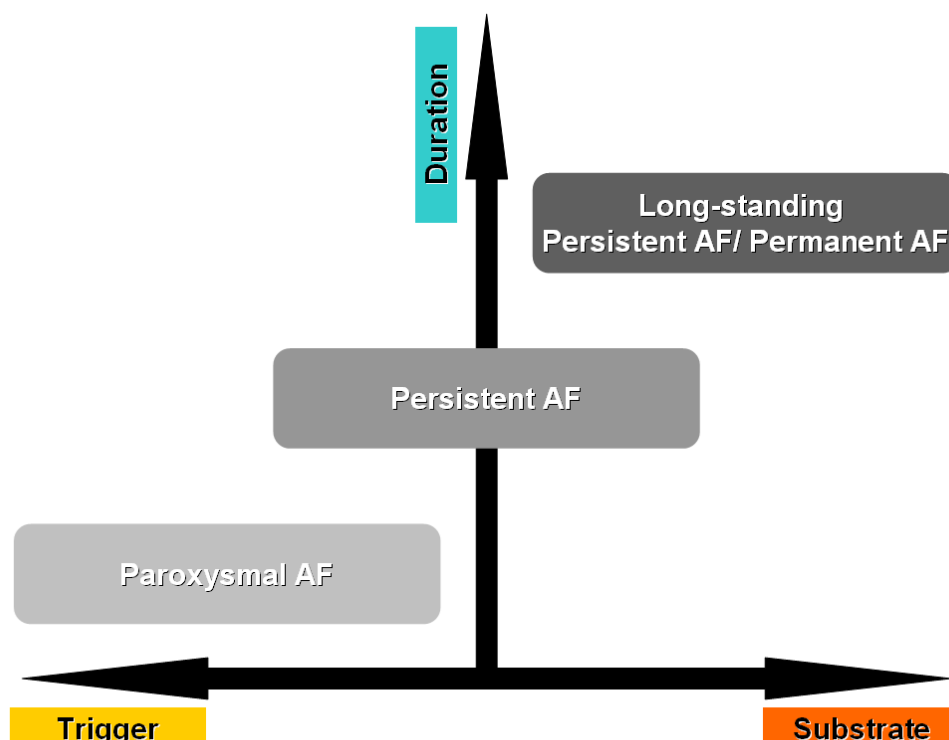 Duration
Long-standing
Persistent AF/ Permanent AF
Persistent AF
Paroxysmal AF
Trigger
Substrate